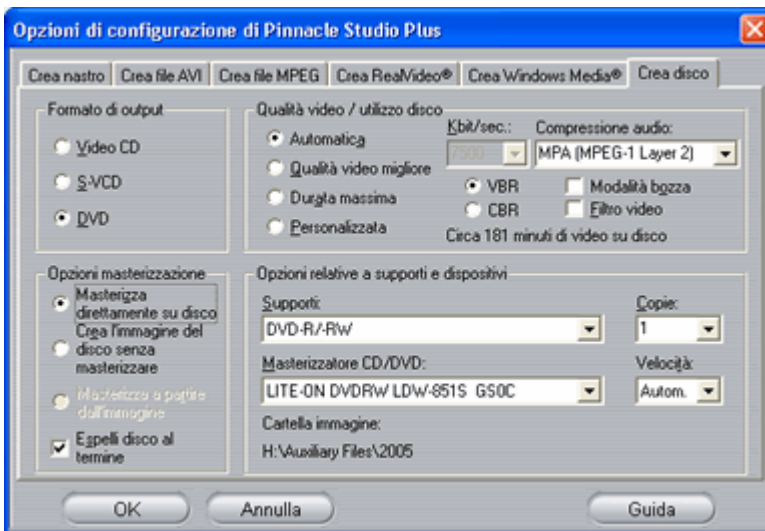 Opzioni di configurazione di Pinnacle Studio Plus
Crea nastro
Crea file AVI
Crea file MPEG
Crea RealVideo®
Crea Windows Media®
Crea disco
Formato di output
Video CD
S-VCD
DVD
Qualità video / utilizzo disco
Automatica
Qualità video migliore
Durata massima
Personalizzata
Kbit/sec.:
7500
Compressione audio:
MPA (MPEG-1 Layer 2)
VBR
CBR
Modalità bozza
Filtro video
Circa 181 minuti di video su disco
Opzioni masterizzazione
Masterizza
direttamente su disco
Crea l'immagine del
disco senza
masterizzare
Masterizza a partire
dall'immagine
Espelli disco al
termine
Opzioni relative a supporti e dispositivi
Supporti:
DVD-R/-RW
Copie:
1
Masterizzatore CD/DVD:
LITE-ON DVDRW LDW-851S GS0C
Velocità:
Autom.
Cartella immagine:
H:\Auxiliary Files\2005
OK
Annulla
Guida